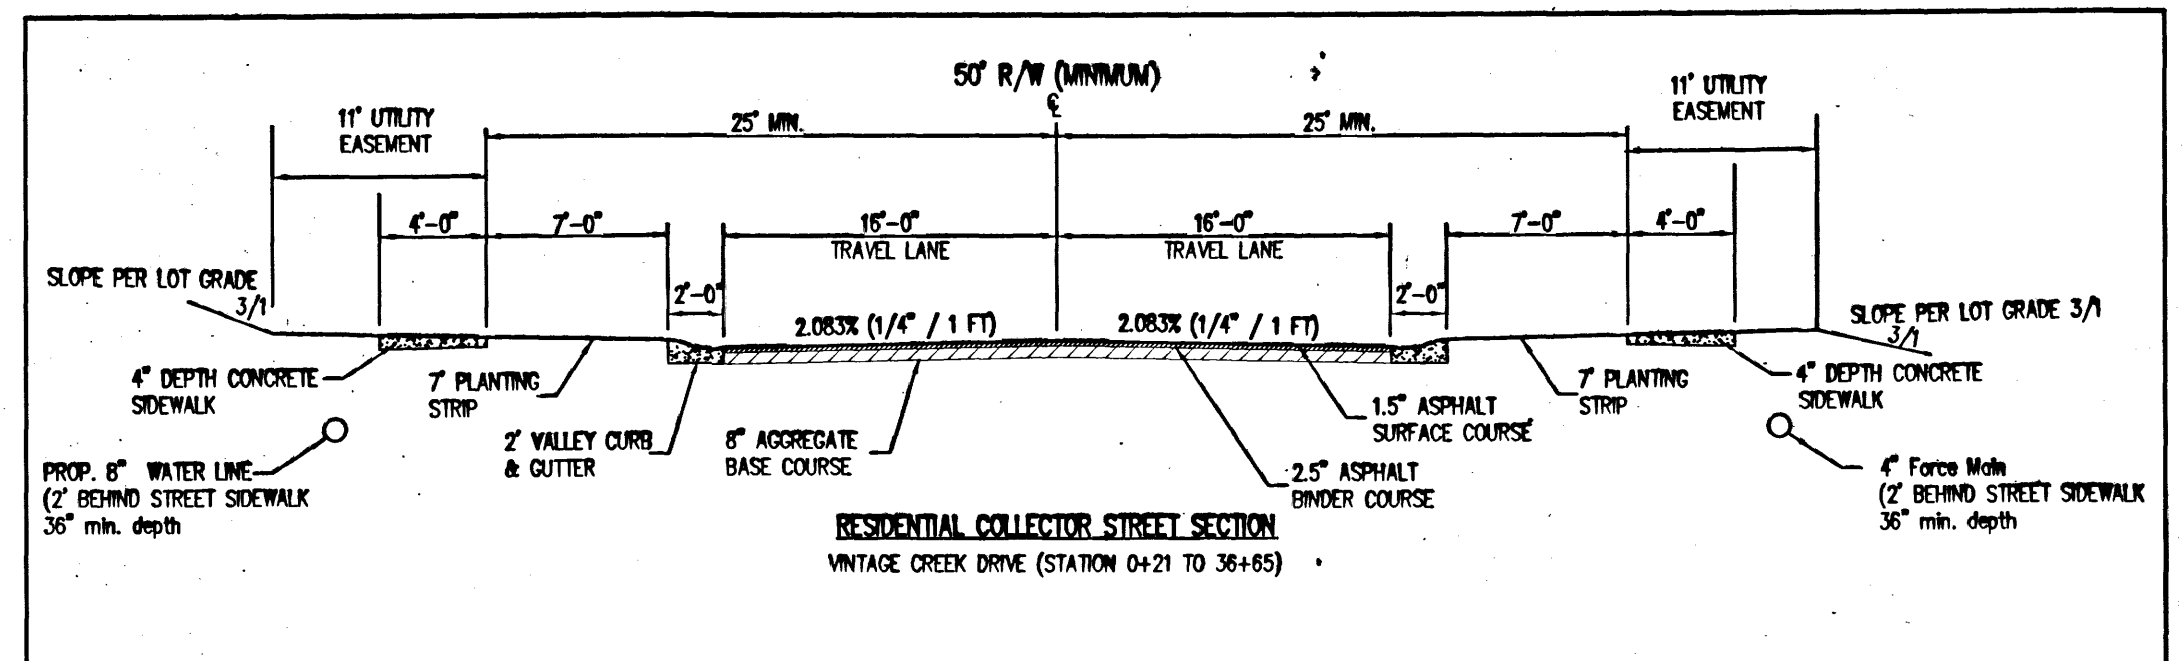 50' R/W (MINIMUM)
℄
11' UTILITY
EASEMENT
25' MIN.
25' MIN.
11' UTILITY
EASEMENT
4'-0"
7'-0"
16'-0"
TRAVEL LANE
16'-0"
TRAVEL LANE
7'-0"
4'-0"
SLOPE PER LOT GRADE
3/1
2'-0"
2'-0"
2.083% (1/4" / 1 FT)
2.083% (1/4" / 1 FT)
SLOPE PER LOT GRADE 3/1
3/1
4" DEPTH CONCRETE
SIDEWALK
7' PLANTING
STRIP
2' VALLEY CURB
& GUTTER
8" AGGREGATE
BASE COURSE
1.5" ASPHALT
SURFACE COURSE
2.5" ASPHALT
BINDER COURSE
7' PLANTING
STRIP
4" DEPTH CONCRETE
SIDEWALK
PROP. 8" WATER LINE
(2' BEHIND STREET SIDEWALK
36" min. depth
4" Force Main
(2' BEHIND STREET SIDEWALK
36" min. depth
RESIDENTIAL COLLECTOR STREET SECTION
VINTAGE CREEK DRIVE (STATION 0+21 TO 36+65)